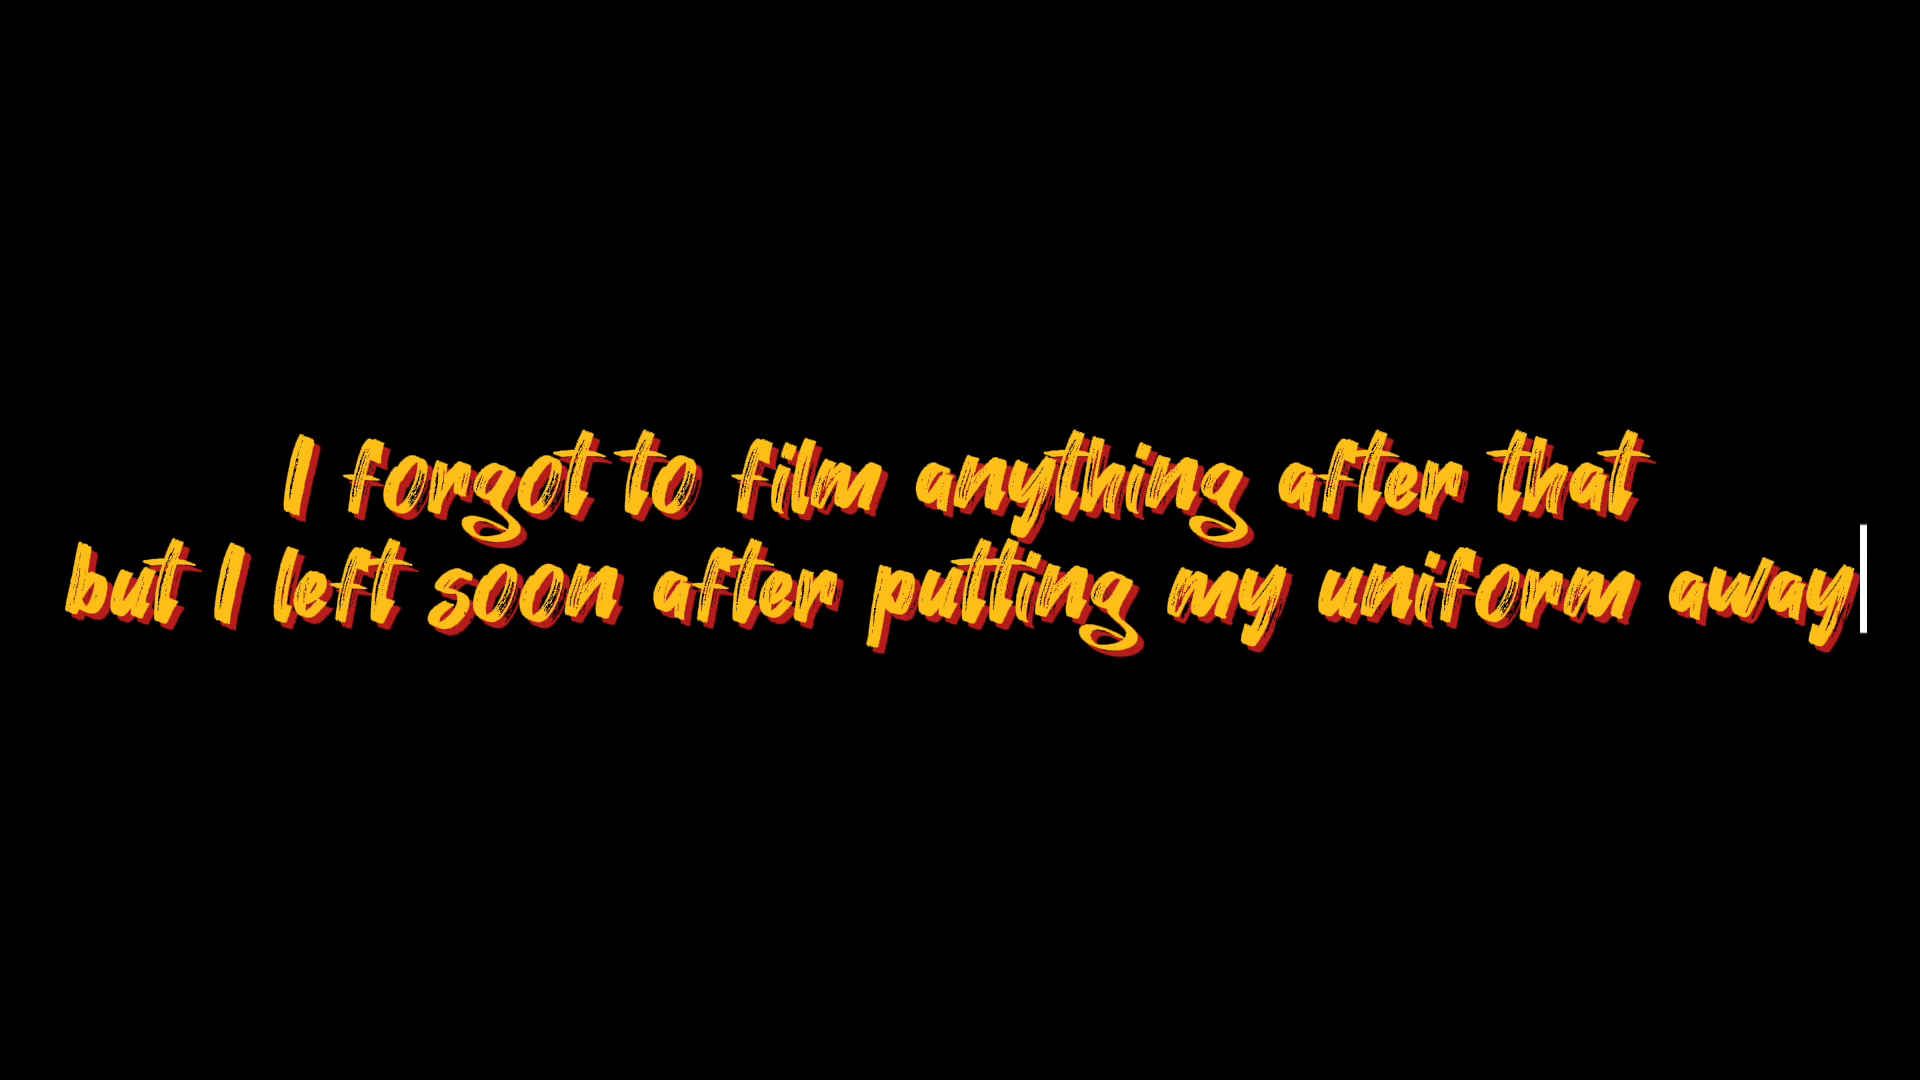 I forgot to film anything after that
but I left soon after putting my uniform away